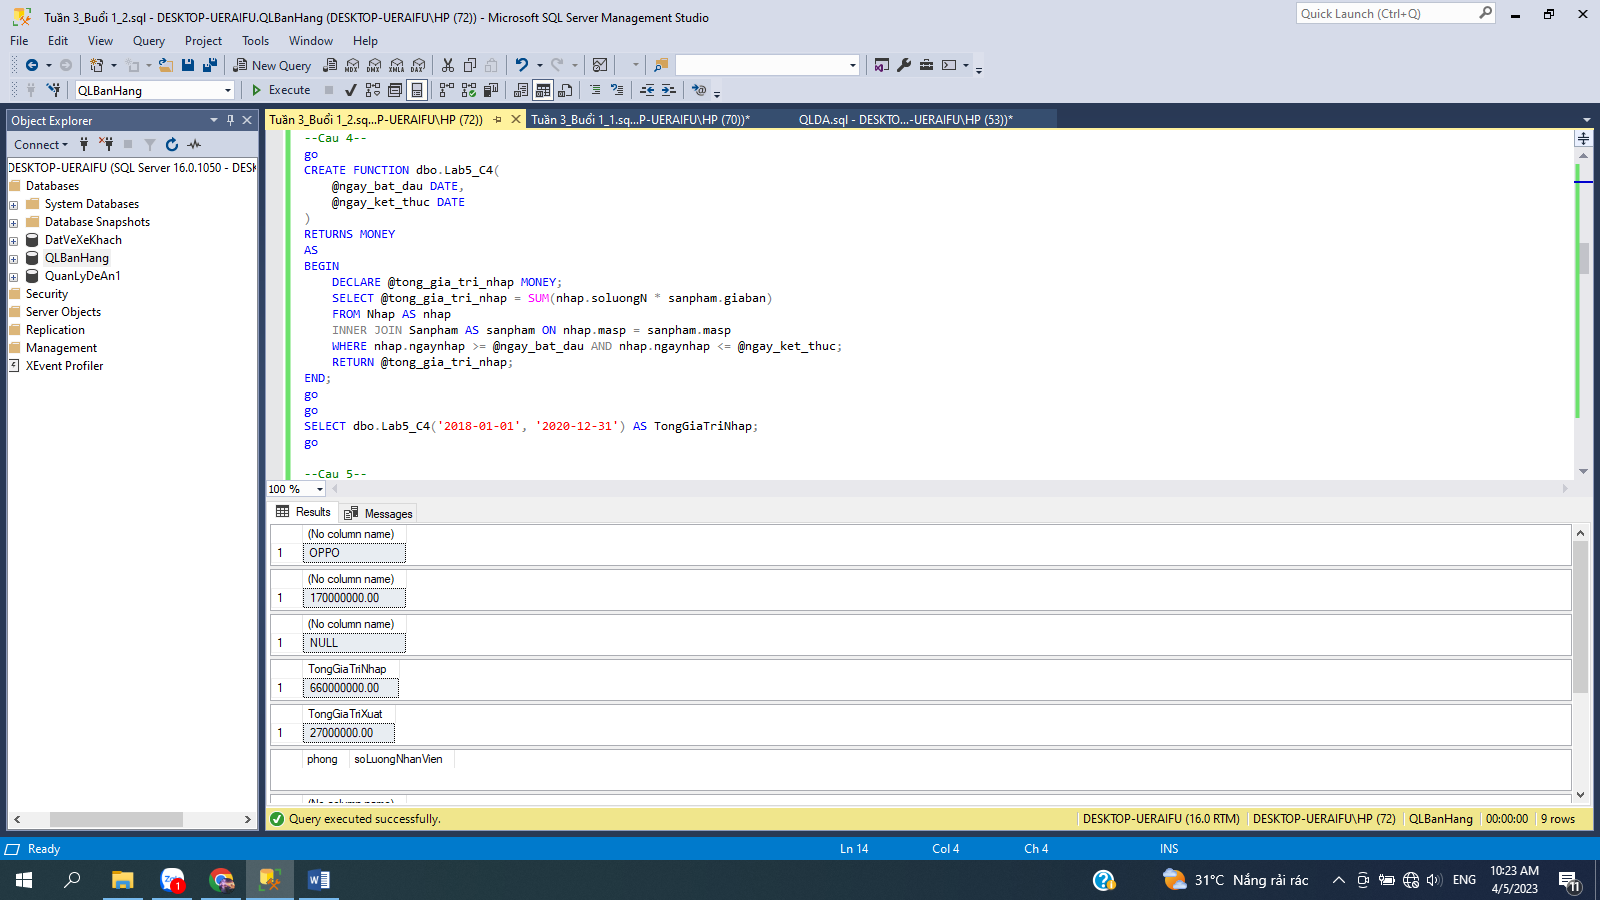 Tuần 3_Buổi 1_2.sql - DESKTOP-UERAIFU.QLBanHang (DESKTOP-UERAIFU\HP (72)) - Microsoft SQL Server Management Studio
Quick Launch (Ctrl+Q)
File Edit View Query Project Tools Window Help
New Query MDX DMX XMLA DAX
QLBanHang Execute
Object Explorer
Tuần 3_Buổi 1_2.sq...P-UERAIFU\HP (72)) Tuần 3_Buổi 1_1.sq...P-UERAIFU\HP (70))* QLDA.sql - DESKTO...-UERAIFU\HP (53))*
Connect
DESKTOP-UERAIFU (SQL Server 16.0.1050 - DESK
Databases
System Databases
Database Snapshots
DatVeXeKhach
QLBanHang
QuanLyDeAn1
Security
Server Objects
Replication
Management
XEvent Profiler
--Cau 4--
go
CREATE FUNCTION dbo.Lab5_C4(
@ngay_bat_dau DATE,
@ngay_ket_thuc DATE
)
RETURNS MONEY
AS
BEGIN
DECLARE @tong_gia_tri_nhap MONEY;
SELECT @tong_gia_tri_nhap = SUM(nhap.soluongN * sanpham.giaban)
FROM Nhap AS nhap
INNER JOIN Sanpham AS sanpham ON nhap.masp = sanpham.masp
WHERE nhap.ngaynhap >= @ngay_bat_dau AND nhap.ngaynhap <= @ngay_ket_thuc;
RETURN @tong_gia_tri_nhap;
END;
go
go
SELECT dbo.Lab5_C4('2018-01-01', '2020-12-31') AS TongGiaTriNhap;
go
--Cau 5--
100 %
Results Messages
(No column name)
1 OPPO
(No column name)
1 170000000.00
(No column name)
1 NULL
TongGiaTriNhap
1 660000000.00
TongGiaTriXuat
1 27000000.00
phong soLuongNhanVien
(No column name)
Query executed successfully. DESKTOP-UERAIFU (16.0 RTM) DESKTOP-UERAIFU\HP (72) QLBanHang 00:00:00 9 rows
Ready Ln 14 Col 4 Ch 4 INS
1 31°C Nắng rải rác ENG 10:23 AM
4/5/2023 11